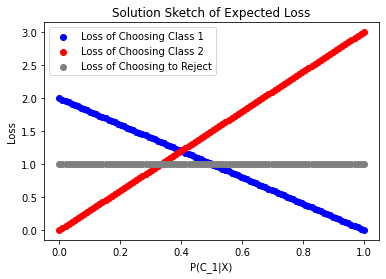 Solution Sketch of Expected Loss
Loss of Choosing Class 1
Loss of Choosing Class 2
Loss of Choosing to Reject
3.0
2.5
2.0
1.5
1.0
0.5
0.0
Loss
0.0 0.2 0.4 0.6 0.8 1.0
P(C_1|X)